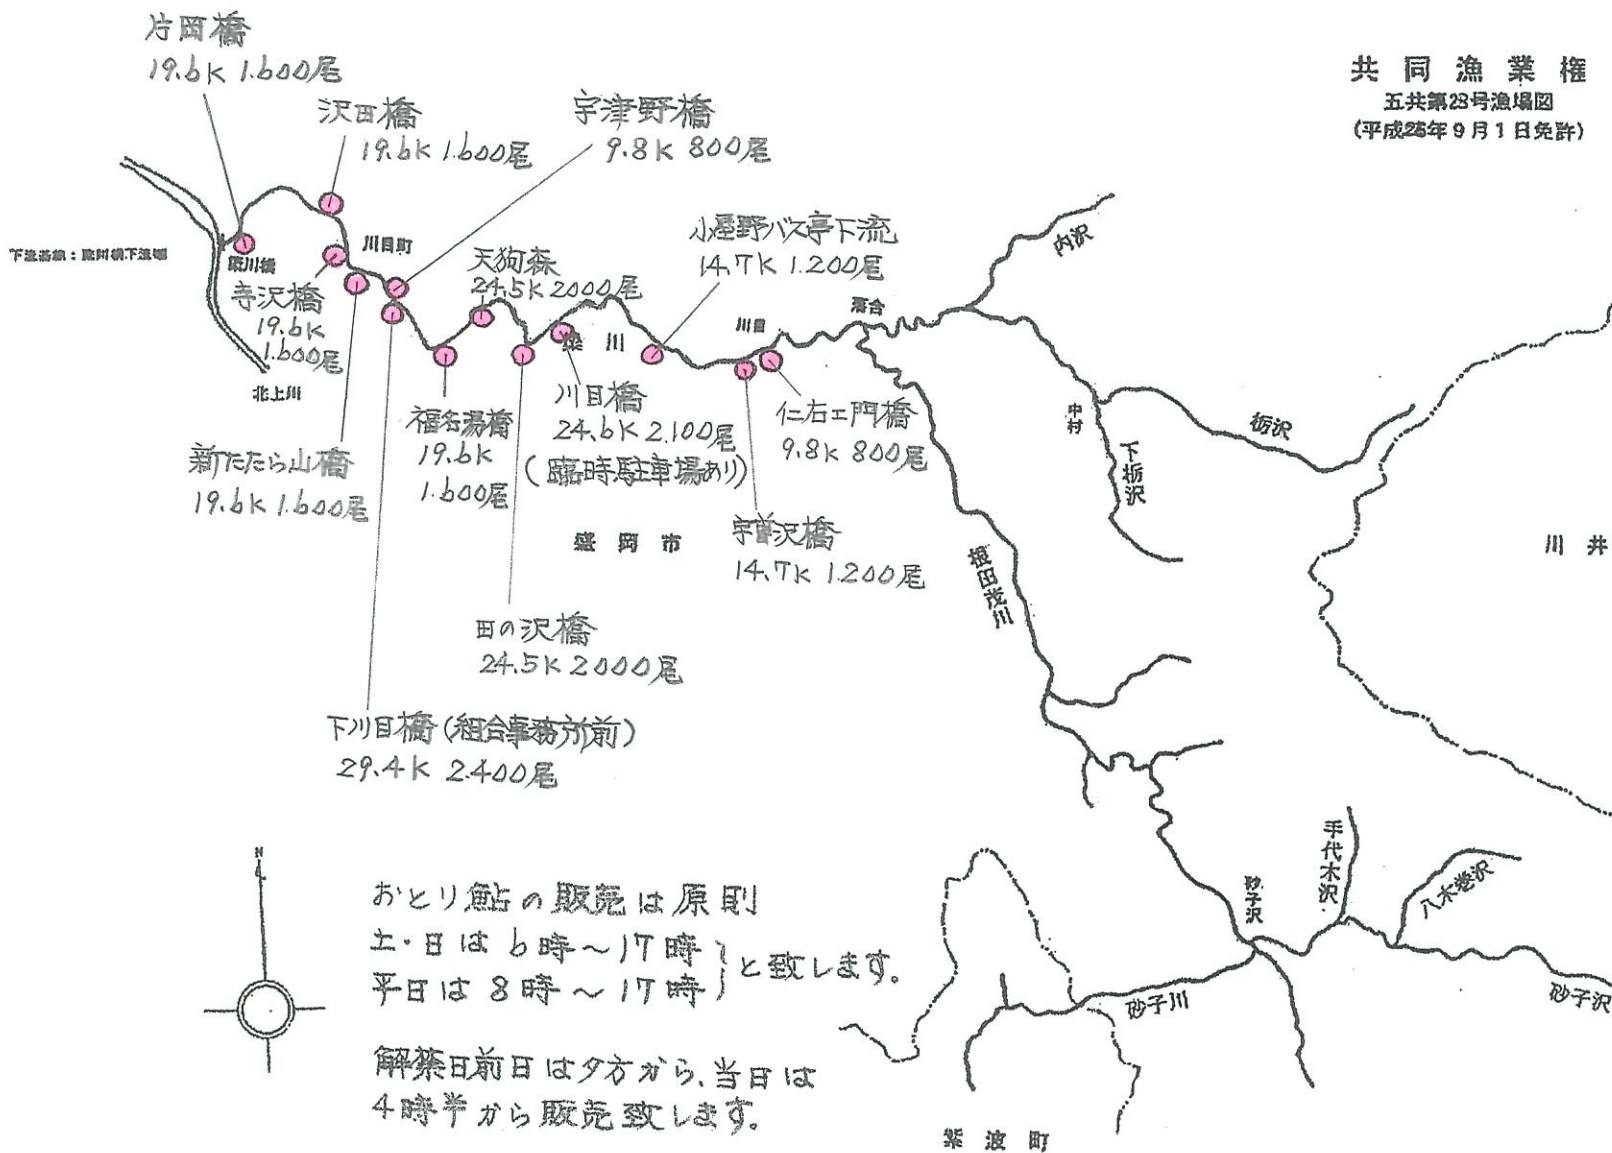 共同漁業権
五共第23号漁場図
(平成25年9月1日免許)
片岡橋
19.6K 1.600尾
沢田橋
19.6K 1.600尾
宇津野橋
9.8K 800尾
小屋野バス亭下流
14.7K 1.200尾
天狗森
24.5K 2000尾
川目町
寺沢橋
19.6K
1.600尾
北上川
新たたら山橋
19.6K 1.600尾
福名湯橋
19.6K
1.600尾
川目橋
24.6K 2.100尾
(臨時駐車場あり)
川目
落合
仁右エ門橋
9.8K 800尾
宇曽沢橋
14.7K 1.200尾
田の沢橋
24.5K 2000尾
下川目橋(組合事務所前)
29.4K 2.400尾
盛岡市
川井
内沢
中村
栃沢
下栃沢
根田茂川
手代木沢
八木巻沢
砂子沢
砂子沢
砂子川
紫波町
N
おとり鮎の販売は原則
土・日は6時~17時
平日は8時~17時
と致します。
解禁日前日は夕方から、当日は
4時半から販売致します。